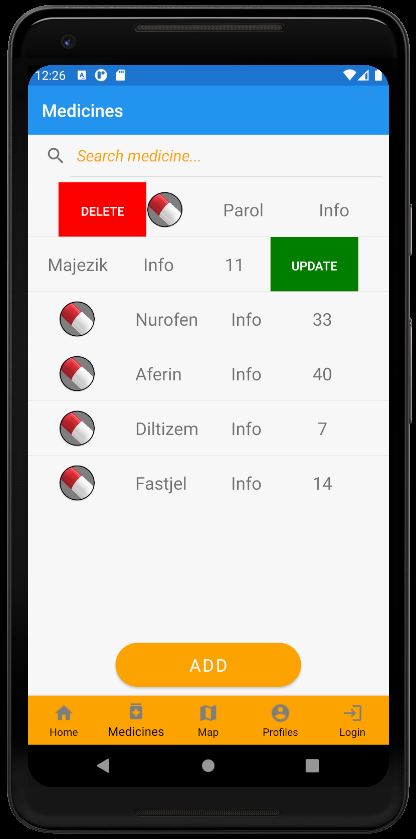 12:26
Medicines
Search medicine...
DELETE Parol Info
Majezik Info 11 UPDATE
Nurofen Info 33
Aferin Info 40
Diltizem Info 7
Fastjel Info 14
ADD
Home Medicines Map Profiles Login